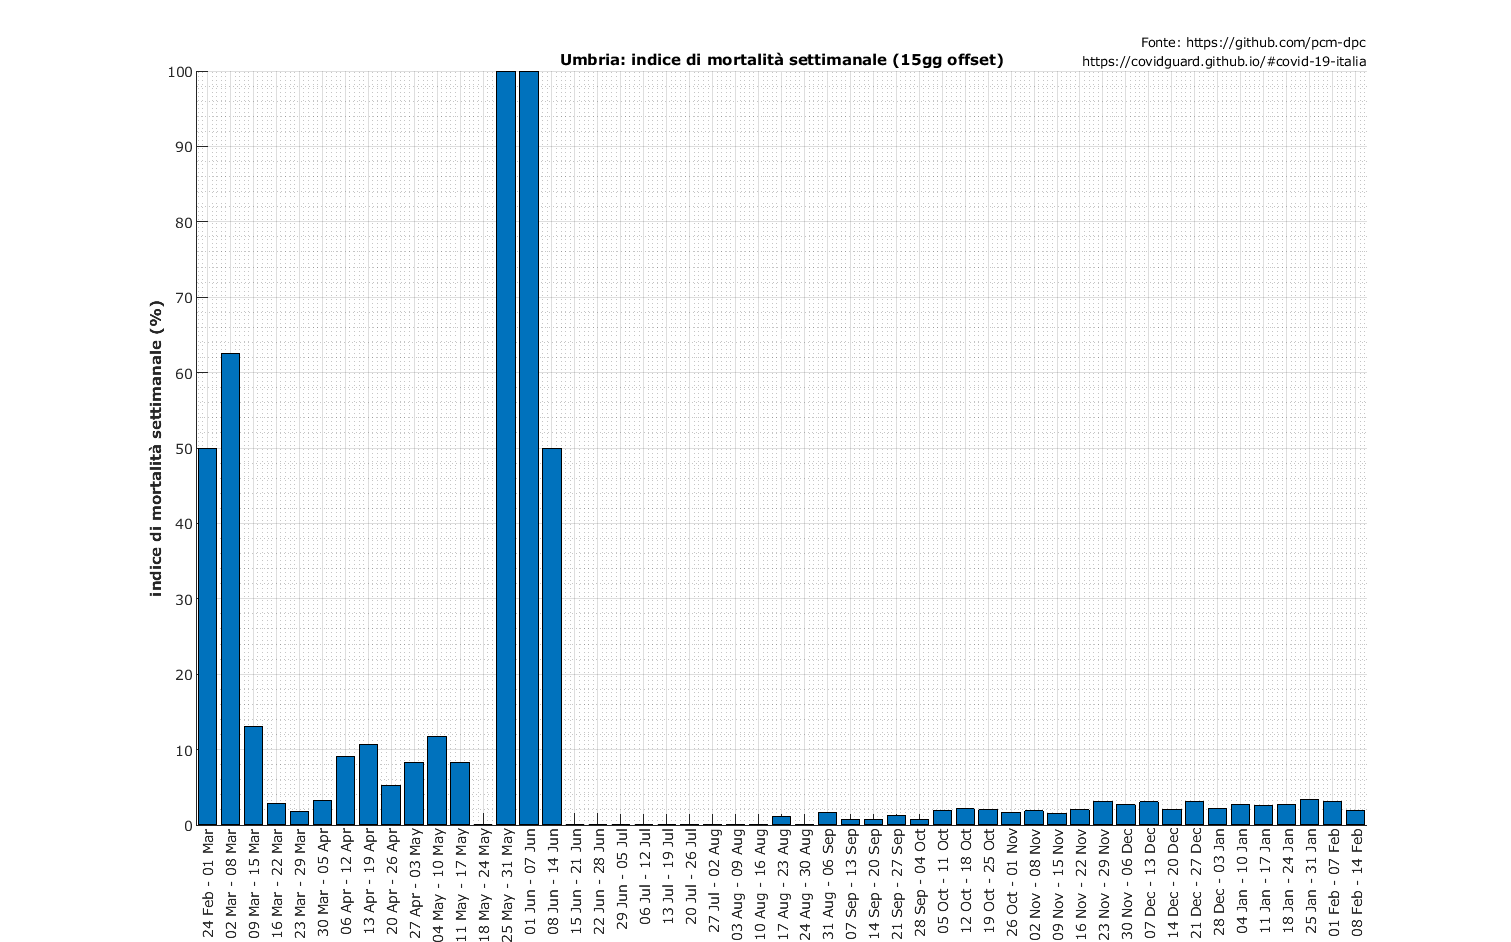 Fonte: https://github.com/pcm-dpc
Umbria: indice di mortalità settimanale (15gg offset)
https://covidguard.github.io/#covid-19-italia
indice di mortalità settimanale (%)
100
90
80
70
60
50
40
30
20
10
0
24 Feb - 01 Mar
02 Mar - 08 Mar
09 Mar - 15 Mar
16 Mar - 22 Mar
23 Mar - 29 Mar
30 Mar - 05 Apr
06 Apr - 12 Apr
13 Apr - 19 Apr
20 Apr - 26 Apr
27 Apr - 03 May
04 May - 10 May
11 May - 17 May
18 May - 24 May
25 May - 31 May
01 Jun - 07 Jun
08 Jun - 14 Jun
15 Jun - 21 Jun
22 Jun - 28 Jun
29 Jun - 05 Jul
06 Jul - 12 Jul
13 Jul - 19 Jul
20 Jul - 26 Jul
27 Jul - 02 Aug
03 Aug - 09 Aug
10 Aug - 16 Aug
17 Aug - 23 Aug
24 Aug - 30 Aug
31 Aug - 06 Sep
07 Sep - 13 Sep
14 Sep - 20 Sep
21 Sep - 27 Sep
28 Sep - 04 Oct
05 Oct - 11 Oct
12 Oct - 18 Oct
19 Oct - 25 Oct
26 Oct - 01 Nov
02 Nov - 08 Nov
09 Nov - 15 Nov
16 Nov - 22 Nov
23 Nov - 29 Nov
30 Nov - 06 Dec
07 Dec - 13 Dec
14 Dec - 20 Dec
21 Dec - 27 Dec
28 Dec - 03 Jan
04 Jan - 10 Jan
11 Jan - 17 Jan
18 Jan - 24 Jan
25 Jan - 31 Jan
01 Feb - 07 Feb
08 Feb - 14 Feb